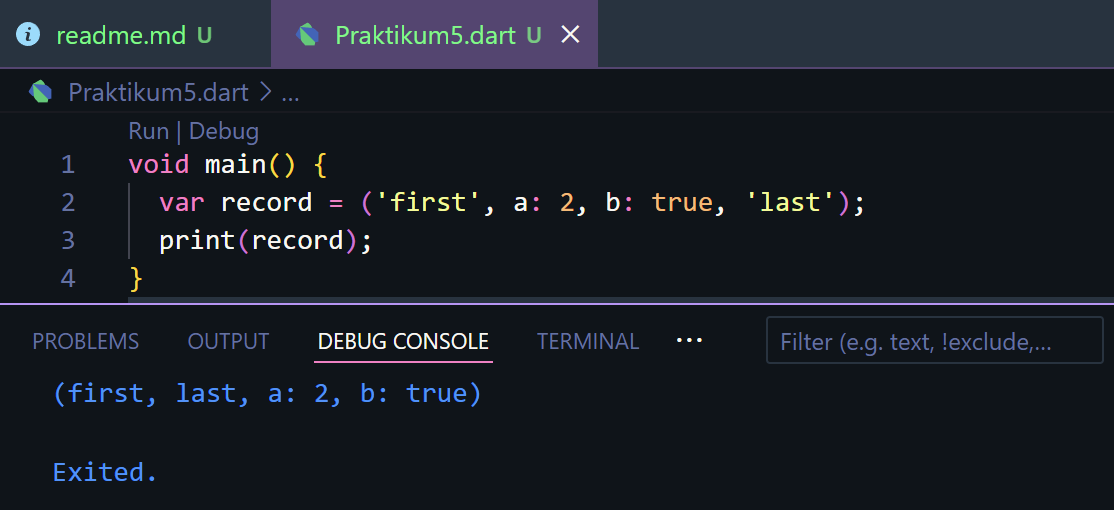 readme.md U Praktikum5.dart U
Praktikum5.dart > ...
Run | Debug
1 void main() {
2 var record = ('first', a: 2, b: true, 'last');
3 print(record);
4 }
PROBLEMS OUTPUT DEBUG CONSOLE TERMINAL ... Filter (e.g. text, !exclude,...
(first, last, a: 2, b: true)
Exited.